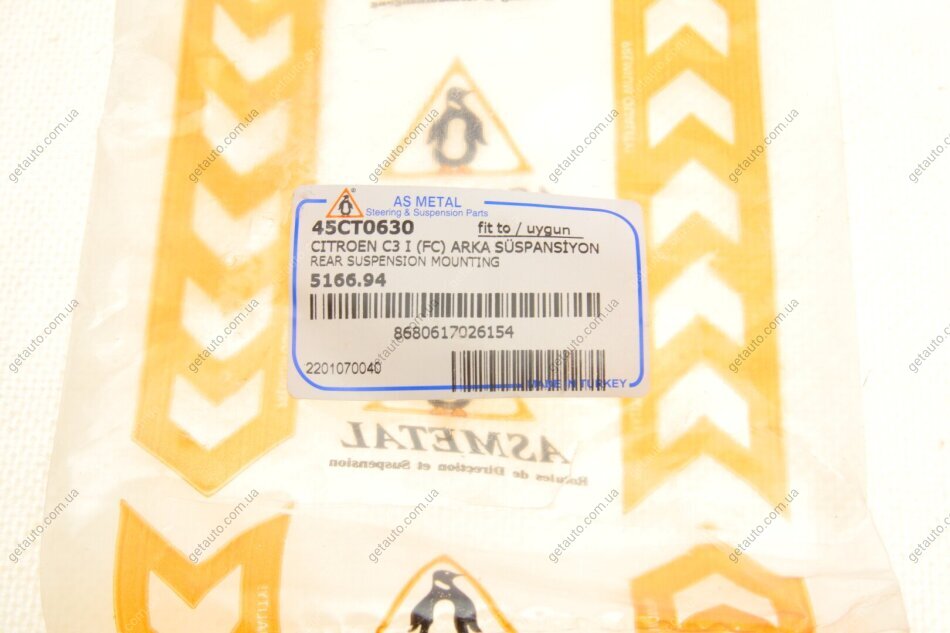 AS METAL
Steering & Suspension Parts
45CT0630 fit to / uygun
CITROEN C3 I (FC) ARKA SÜSPANSİYON
REAR SUSPENSION MOUNTING
5166.94
8680617026154
2201070040
MADE IN TURKEY
ASMETAL
Rotules de Direction et Suspension
getauto.com.ua